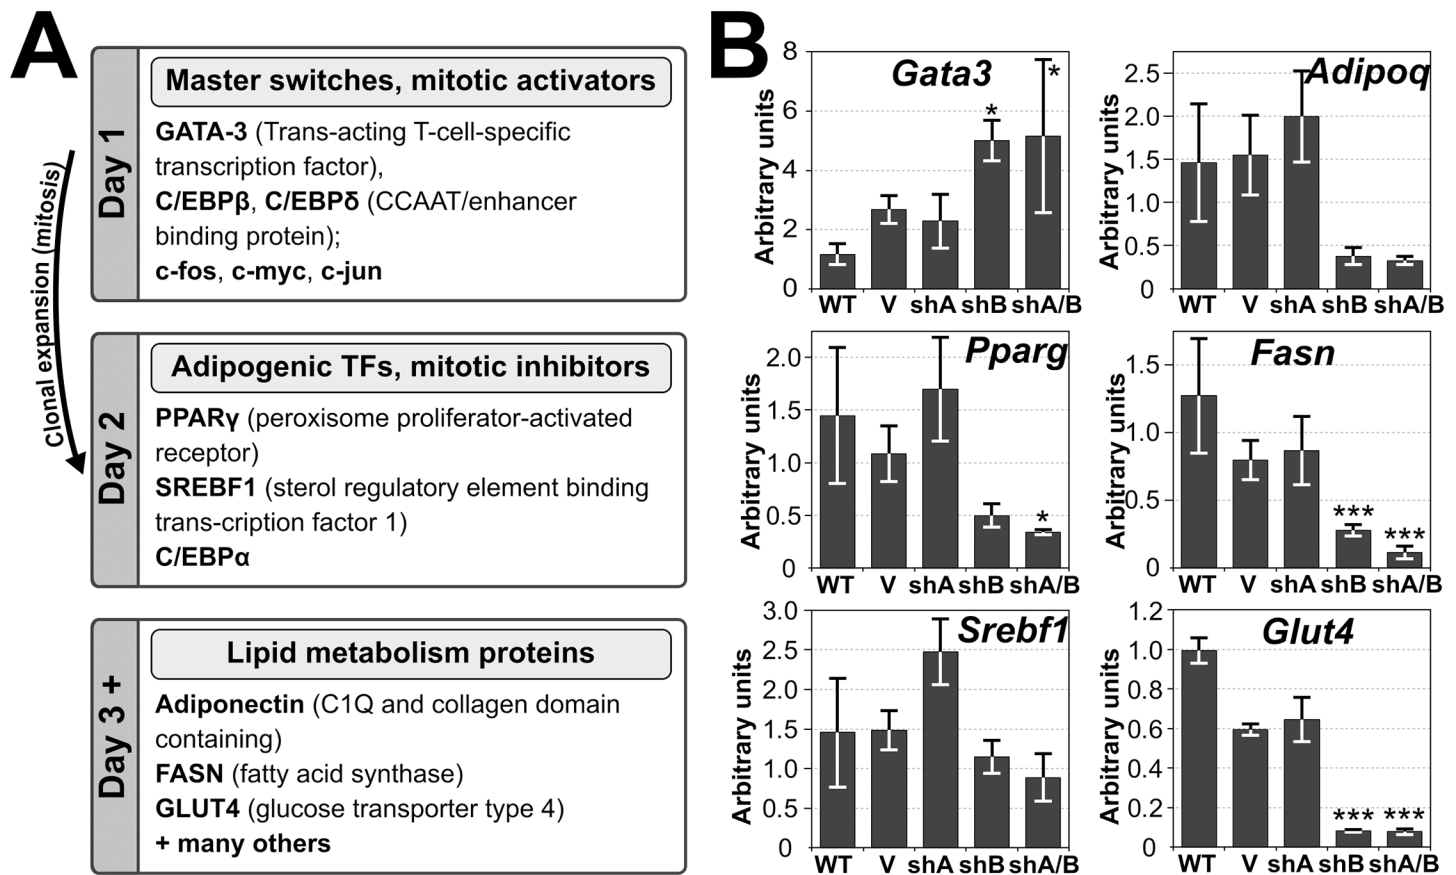 A
Clonal expansion (mitosis)
Day 1
Master switches, mitotic activators
GATA-3 (Trans-acting T-cell-specific
transcription factor),
C/EBPβ, C/EBPδ (CCAAT/enhancer
binding protein);
c-fos, c-myc, c-jun
Day 2
Adipogenic TFs, mitotic inhibitors
PPARγ (peroxisome proliferator-activated
receptor)
SREBF1 (sterol regulatory element binding
trans-cription factor 1)
C/EBPα
Day 3 +
Lipid metabolism proteins
Adiponectin (C1Q and collagen domain
containing)
FASN (fatty acid synthase)
GLUT4 (glucose transporter type 4)
+ many others
B
Gata3
Arbitrary units
8
6
4
2
0
* *
WT V shA shB shA/B
Adipoq
Arbitrary units
2.5
2.0
1.5
1.0
0.5
0
WT V shA shB shA/B
Pparg
Arbitrary units
2.0
1.5
1.0
0.5
0
*
WT V shA shB shA/B
Fasn
Arbitrary units
1.5
1.0
0.5
0
*** ***
WT V shA shB shA/B
Srebf1
Arbitrary units
3.0
2.5
2.0
1.5
1.0
0.5
0
WT V shA shB shA/B
Glut4
Arbitrary units
1.2
1.0
0.8
0.6
0.4
0.2
0
*** ***
WT V shA shB shA/B